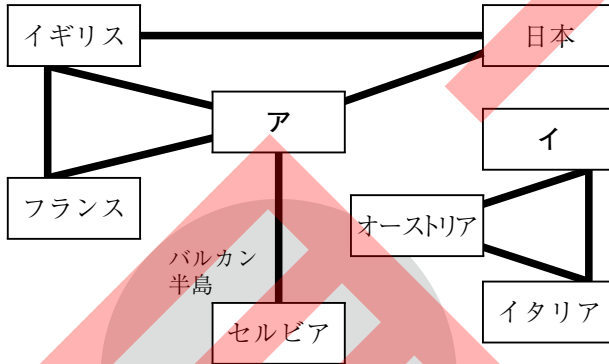 イギリス
日本
ア
イ
フランス
オーストリア
バルカン
半島
セルビア
イタリア